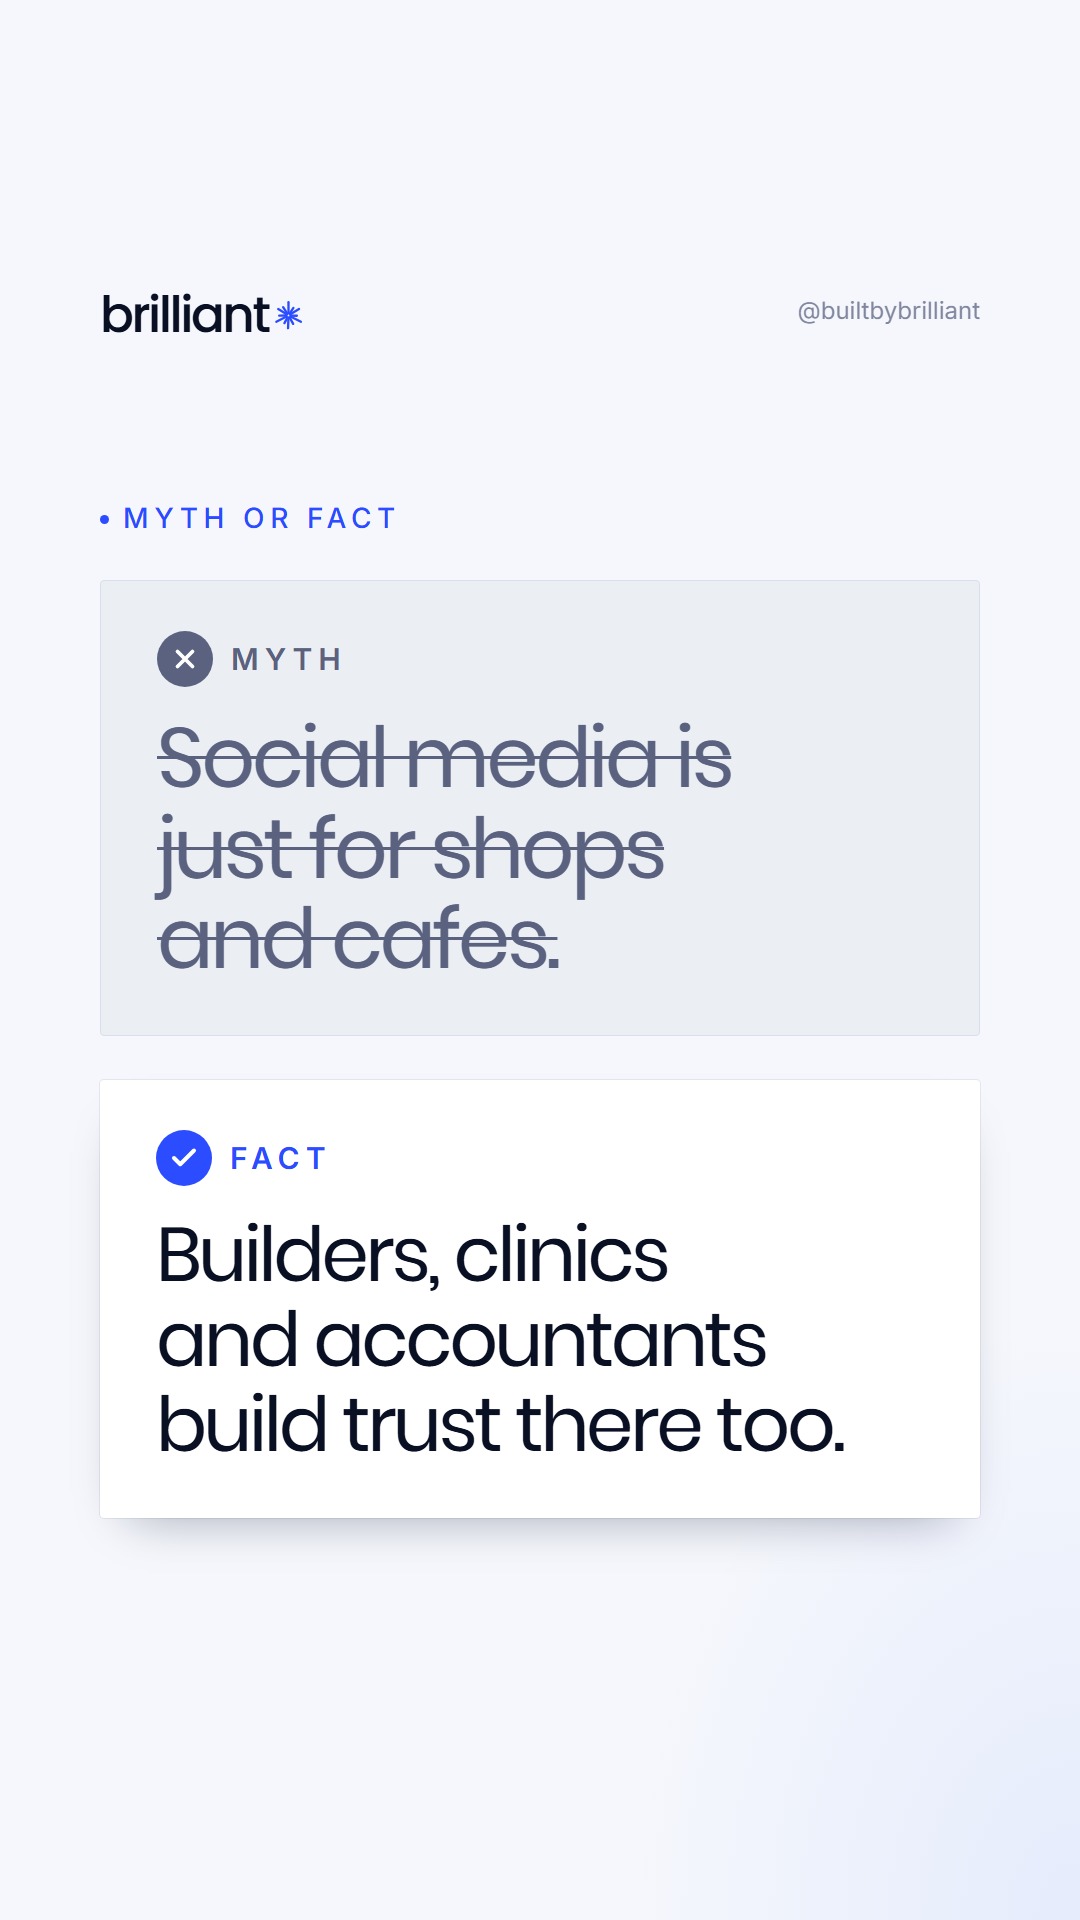 brilliant
@builtbybrilliant
• MYTH OR FACT
MYTH
Social media is
just for shops
and cafes.
FACT
Builders, clinics
and accountants
build trust there too.